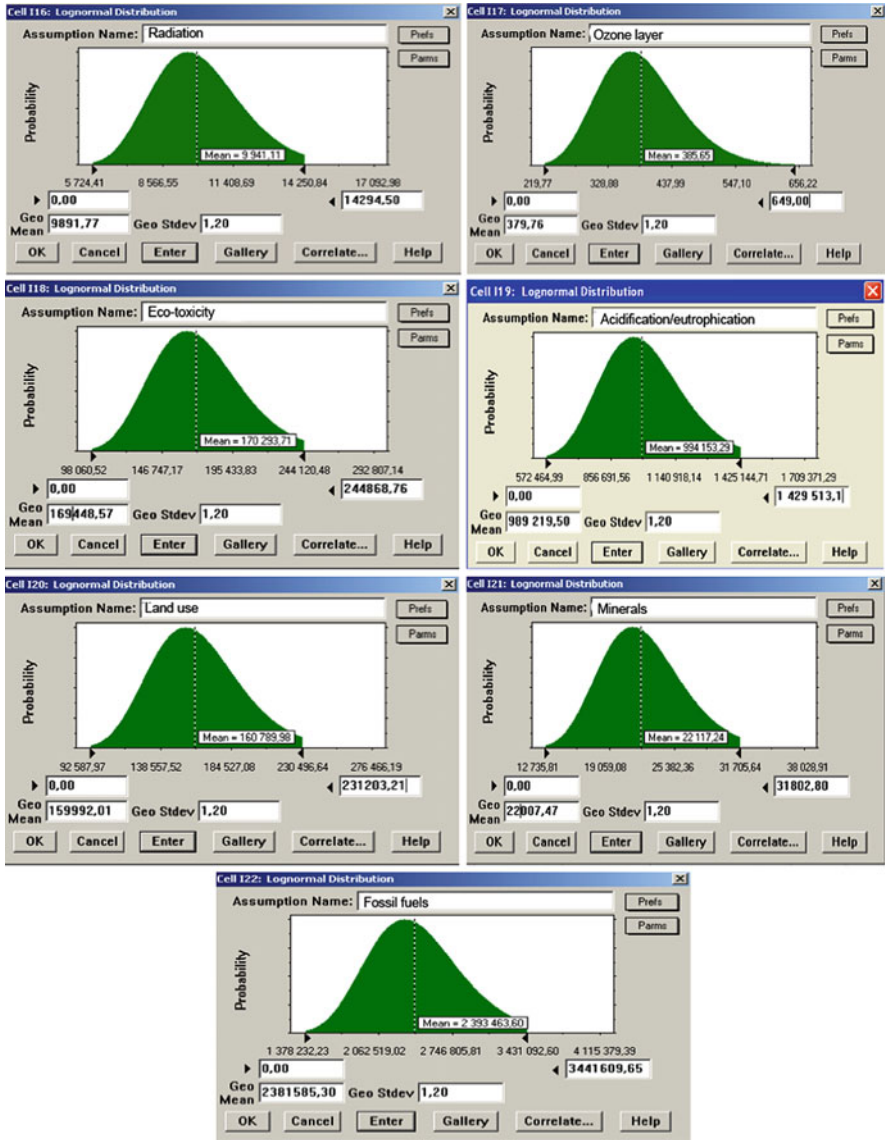 Cell I16: Lognormal Distribution
Assumption Name: Radiation
Prefs
Parms
Probability
Mean = 9 941,11
5 724,41 8 566,55 11 408,69 14 250,84 17 092,98
0,00 14294,50
Geo Mean 9891,77 Geo Stdev 1,20
OK Cancel Enter Gallery Correlate... Help
Cell I17: Lognormal Distribution
Assumption Name: Ozone layer
Prefs
Parms
Probability
Mean = 385,65
219,77 328,88 437,99 547,10 656,22
0,00 649,00
Geo Mean 379,76 Geo Stdev 1,20
OK Cancel Enter Gallery Correlate... Help
Cell I18: Lognormal Distribution
Assumption Name: Eco-toxicity
Prefs
Parms
Probability
Mean = 170 293,71
98 060,52 146 747,17 195 433,83 244 120,48 292 807,14
0,00 244868,76
Geo Mean 169448,57 Geo Stdev 1,20
OK Cancel Enter Gallery Correlate... Help
Cell I19: Lognormal Distribution
Assumption Name: Acidification/eutrophication
Prefs
Parms
Probability
Mean = 994 153,29
572 464,99 856 691,56 1 140 918,14 1 425 144,71 1 709 371,29
0,00 1 429 513,1
Geo Mean 989 219,50 Geo Stdev 1,20
OK Cancel Enter Gallery Correlate... Help
Cell I20: Lognormal Distribution
Assumption Name: Land use
Prefs
Parms
Probability
Mean = 160 789,98
92 587,97 138 557,52 184 527,08 230 496,64 276 466,19
0,00 231203,21
Geo Mean 159992,01 Geo Stdev 1,20
OK Cancel Enter Gallery Correlate... Help
Cell I21: Lognormal Distribution
Assumption Name: Minerals
Prefs
Parms
Probability
Mean = 22 117,24
12 735,81 19 059,08 25 382,36 31 705,64 38 028,91
0,00 31802,80
Geo Mean 22007,47 Geo Stdev 1,20
OK Cancel Enter Gallery Correlate... Help
Cell I22: Lognormal Distribution
Assumption Name: Fossil fuels
Prefs
Parms
Probability
Mean = 2 393 463,60
1 378 232,23 2 062 519,02 2 746 805,81 3 431 092,60 4 115 379,39
0,00 3441609,65
Geo Mean 2381585,30 Geo Stdev 1,20
OK Cancel Enter Gallery Correlate... Help